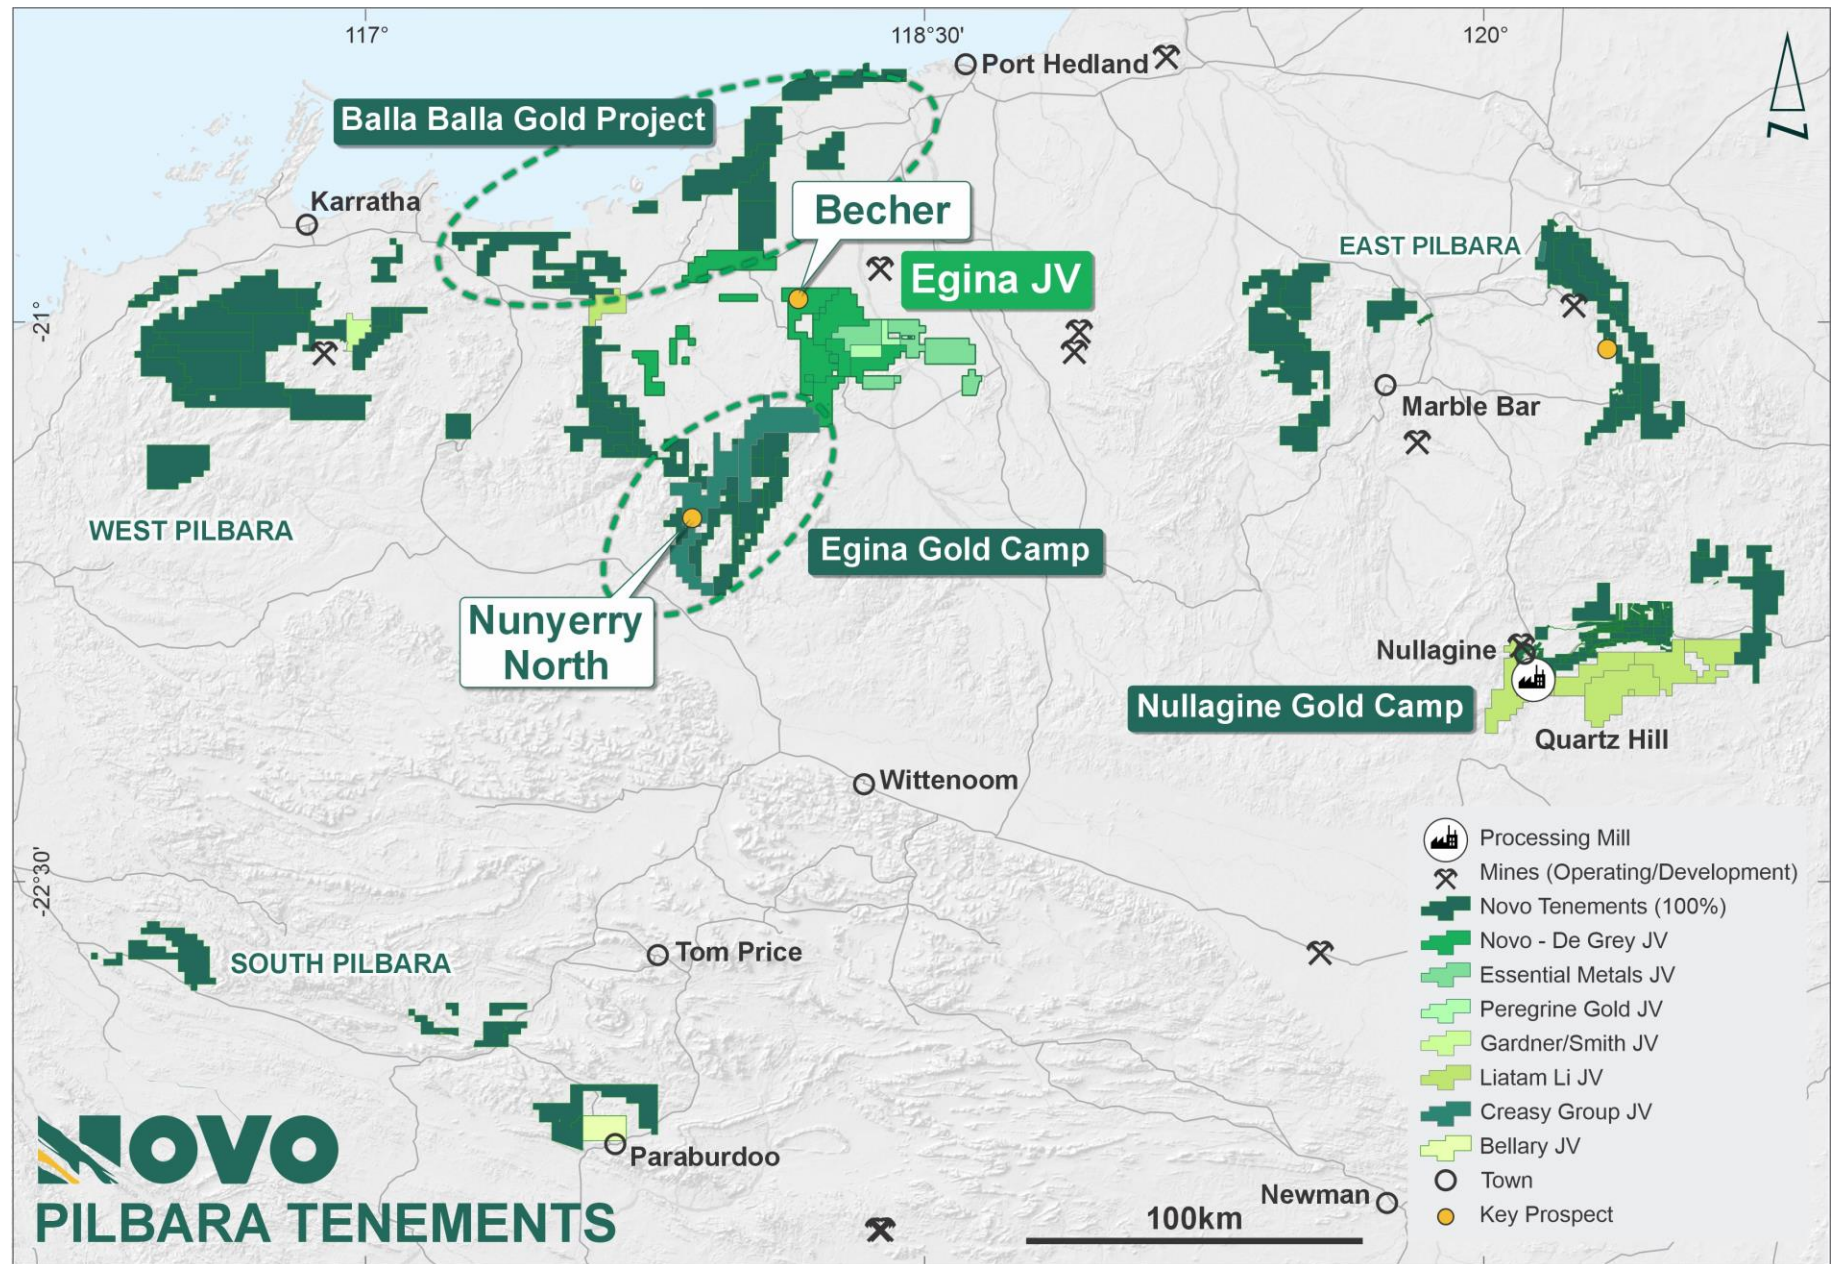 117°
118°30'
120°
Port Hedland
Balla Balla Gold Project
Karratha
Becher
EAST PILBARA
Egina JV
-21°
Marble Bar
WEST PILBARA
Egina Gold Camp
Nunyerry
North
Nullagine
Nullagine Gold Camp
Quartz Hill
Wittenoom
-22°30'
Tom Price
SOUTH PILBARA
Paraburdoo
Newman
100km
NOVO
PILBARA TENEMENTS
Processing Mill
Mines (Operating/Development)
Novo Tenements (100%)
Novo - De Grey JV
Essential Metals JV
Peregrine Gold JV
Gardner/Smith JV
Liatam Li JV
Creasy Group JV
Bellary JV
Town
Key Prospect
N